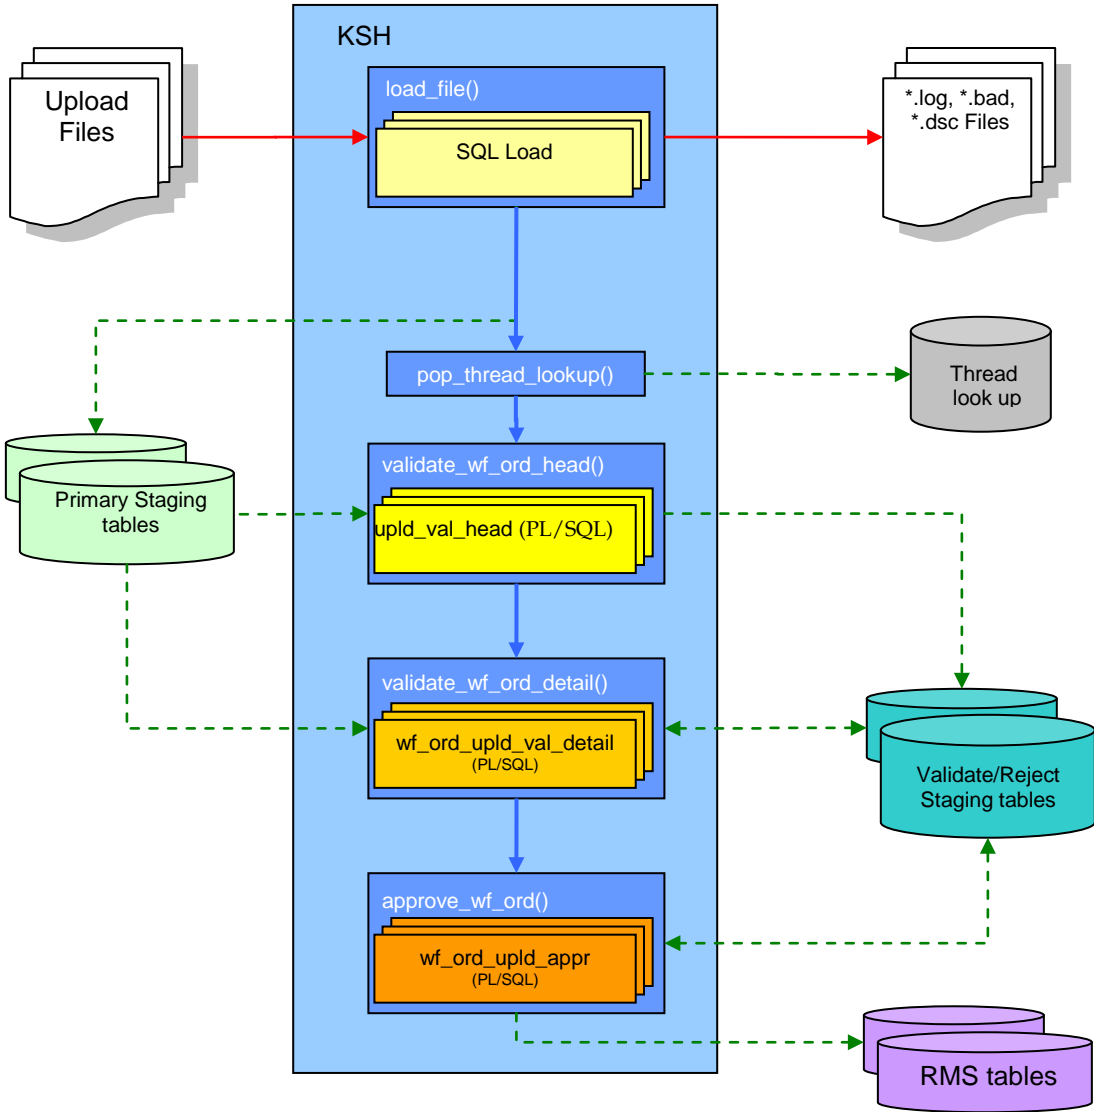 KSH
Upload
Files
load_file()
SQL Load
*.log, *.bad,
*.dsc Files
pop_thread_lookup()
Thread
look up
validate_wf_ord_head()
upld_val_head (PL/SQL)
Primary Staging
tables
validate_wf_ord_detail()
wf_ord_upld_val_detail
(PL/SQL)
Validate/Reject
Staging tables
approve_wf_ord()
wf_ord_upld_appr
(PL/SQL)
RMS tables